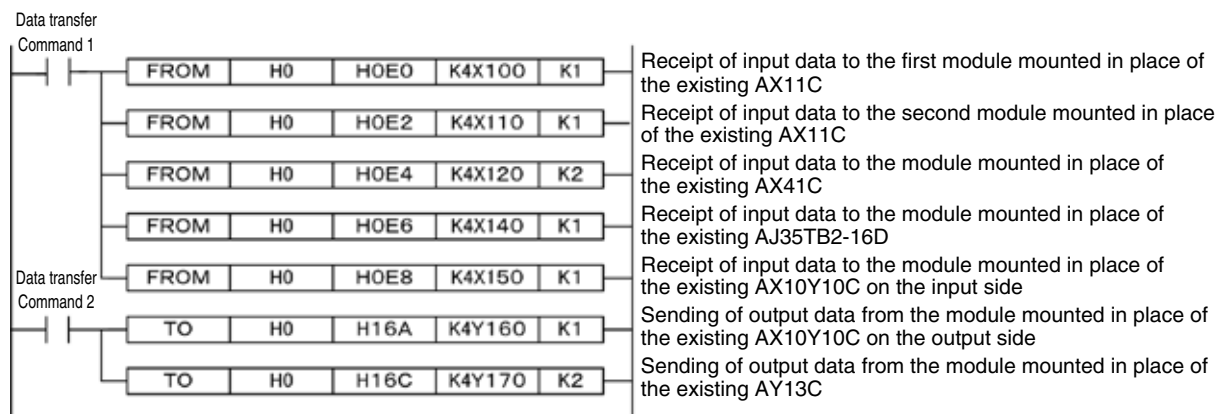 Data transfer
Command 1
FROM H0 H0E0 K4X100 K1
Receipt of input data to the first module mounted in place of
the existing AX11C
FROM H0 H0E2 K4X110 K1
Receipt of input data to the second module mounted in place
of the existing AX11C
FROM H0 H0E4 K4X120 K2
Receipt of input data to the module mounted in place of
the existing AX41C
FROM H0 H0E6 K4X140 K1
Receipt of input data to the module mounted in place of
the existing AJ35TB2-16D
Data transfer
Command 2
FROM H0 H0E8 K4X150 K1
Receipt of input data to the module mounted in place of
the existing AX10Y10C on the input side
TO H0 H16A K4Y160 K1
Sending of output data from the module mounted in place of
the existing AX10Y10C on the output side
TO H0 H16C K4Y170 K2
Sending of output data from the module mounted in place of
the existing AY13C